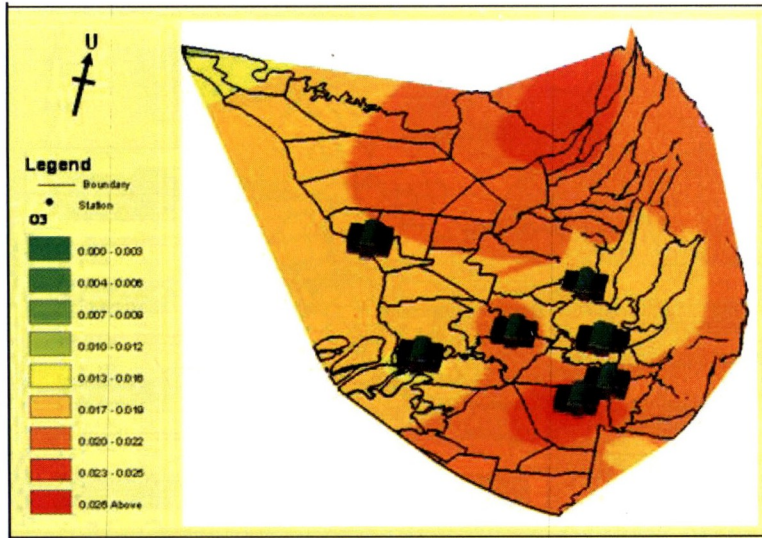 U
Legend
Boundary
Station
O3
0.000 - 0.003
0.004 - 0.006
0.007 - 0.009
0.010 - 0.012
0.013 - 0.016
0.017 - 0.019
0.020 - 0.022
0.023 - 0.025
0.026 Above